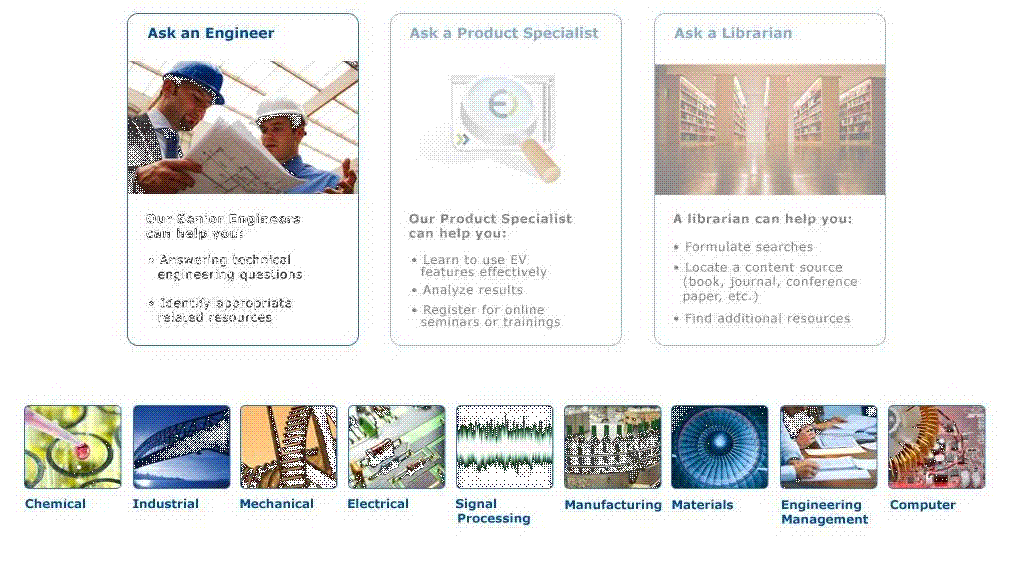 Ask an Engineer
Our Senior Engineers
can help you:
• Answering technical
engineering questions
• Identify appropriate
related resources
Ask a Product Specialist
Our Product Specialist
can help you:
• Learn to use EV
features effectively
• Analyze results
• Register for online
seminars or trainings
Ask a Librarian
A librarian can help you:
• Formulate searches
• Locate a content source
(book, journal, conference
paper, etc.)
• Find additional resources
Chemical
Industrial
Mechanical
Electrical
Signal
Processing
Manufacturing
Materials
Engineering
Management
Computer